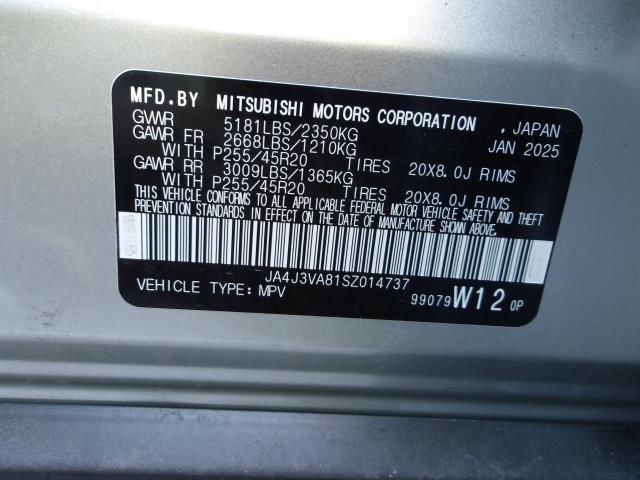 MFD.BY MITSUBISHI MOTORS CORPORATION , JAPAN
GVWR 5181LBS/2350KG JAN 2025
GAWR FR 2668LBS/1210KG
WITH P255/45R20 TIRES 20X8.0J RIMS
GAWR RR 3009LBS/1365KG
WITH P255/45R20 TIRES 20X8.0J RIMS
THIS VEHICLE CONFORMS TO ALL APPLICABLE FEDERAL MOTOR VEHICLE SAFETY AND THEFT
PREVENTION STANDARDS IN EFFECT ON THE DATE OF MANUFACTURE SHOWN ABOVE.
JA4J3VA81SZ014737
VEHICLE TYPE: MPV 99079 W12 0P